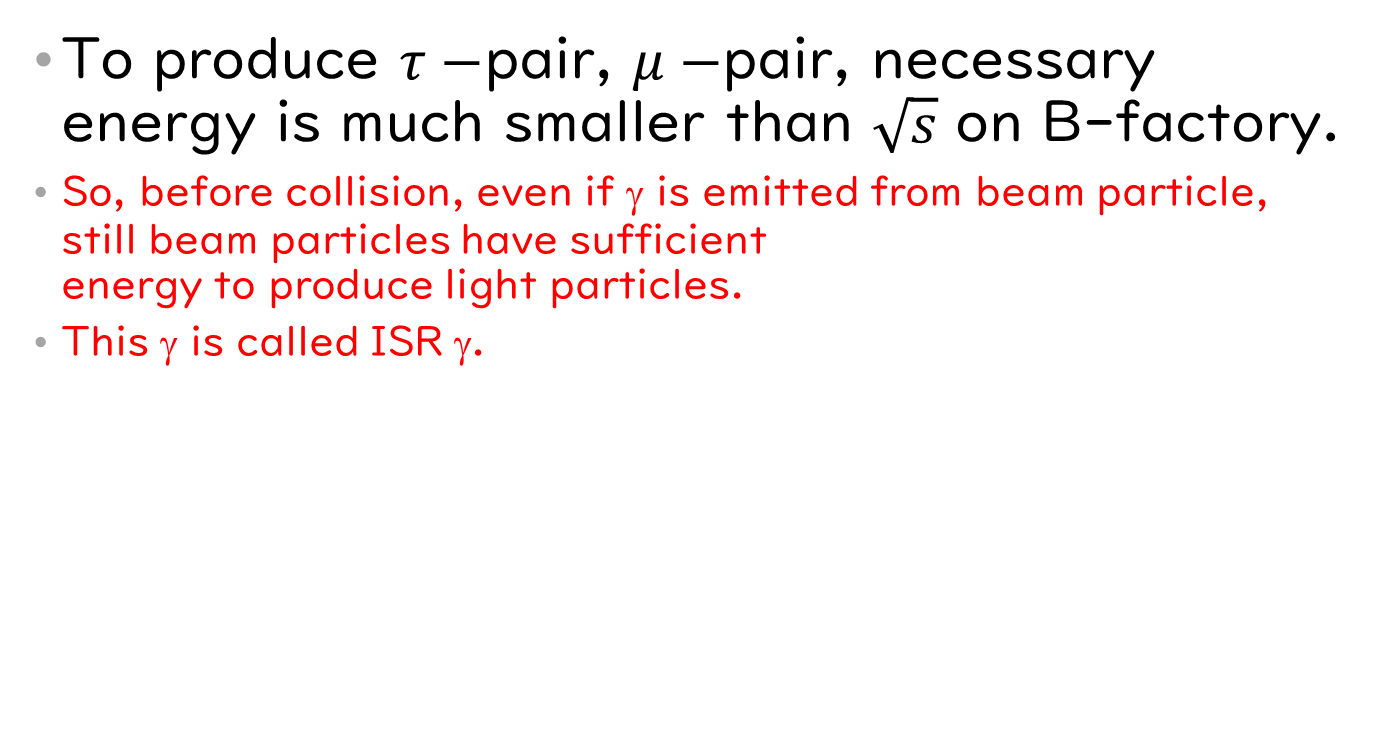 • To produce τ −pair, μ −pair, necessary
energy is much smaller than √s on B-factory.
• So, before collision, even if γ is emitted from beam particle,
still beam particles have sufficient
energy to produce light particles.
• This γ is called ISR γ.